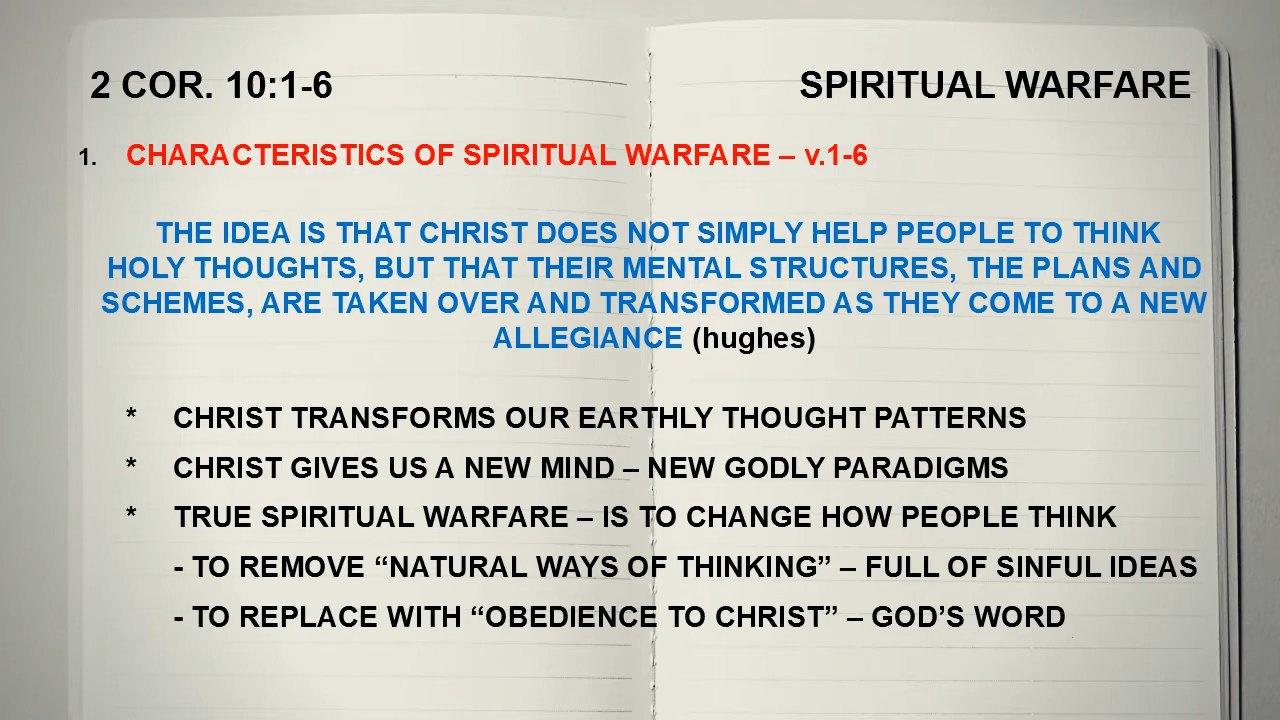 2 COR. 10:1-6 SPIRITUAL WARFARE
1. CHARACTERISTICS OF SPIRITUAL WARFARE – v.1-6
THE IDEA IS THAT CHRIST DOES NOT SIMPLY HELP PEOPLE TO THINK
HOLY THOUGHTS, BUT THAT THEIR MENTAL STRUCTURES, THE PLANS AND
SCHEMES, ARE TAKEN OVER AND TRANSFORMED AS THEY COME TO A NEW
ALLEGIANCE (hughes)
* CHRIST TRANSFORMS OUR EARTHLY THOUGHT PATTERNS
* CHRIST GIVES US A NEW MIND – NEW GODLY PARADIGMS
* TRUE SPIRITUAL WARFARE – IS TO CHANGE HOW PEOPLE THINK
- TO REMOVE “NATURAL WAYS OF THINKING” – FULL OF SINFUL IDEAS
- TO REPLACE WITH “OBEDIENCE TO CHRIST” – GOD’S WORD